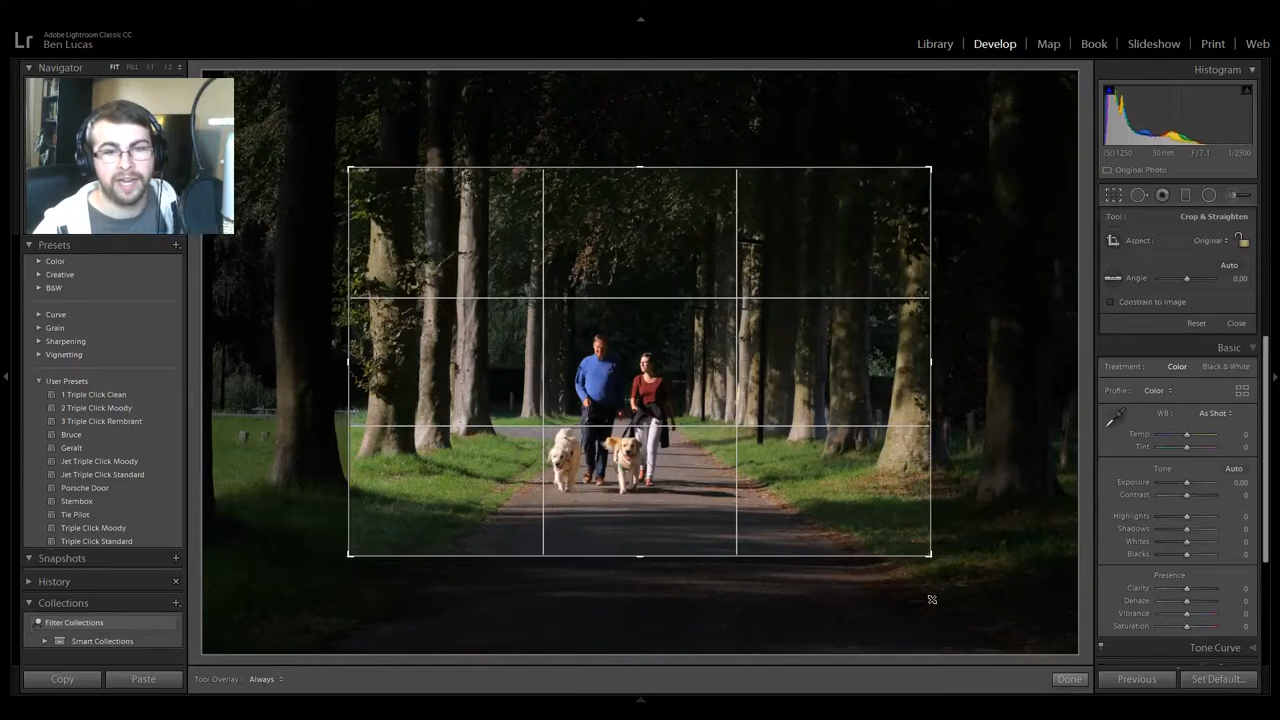 Lr
Adobe Lightroom Classic CC
Ben Lucas
Library | Develop | Map | Book | Slideshow | Print | Web
Navigator FIT FILL 1:1 1:2
Presets
Color
Creative
B&W
Curve
Grain
Sharpening
Vignetting
User Presets
1 Triple Click Clean
2 Triple Click Moody
3 Triple Click Rembrant
Bruce
Geralt
Jet Triple Click Moody
Jet Triple Click Standard
Porsche Door
Stembox
Tie Pilot
Triple Click Moody
Triple Click Standard
Snapshots
History
Collections
Filter Collections
Smart Collections
Copy Paste
Tool Overlay: Always
Done
Histogram
ISO 1250 50 mm ƒ / 7.1 1/2500
Original Photo
Tool: Crop & Straighten
Aspect: Original
Auto
Angle 0.00
Constrain to Image
Reset Close
Basic
Treatment: Color Black & White
Profile: Color
WB: As Shot
Temp 0
Tint 0
Tone Auto
Exposure 0.00
Contrast 0
Highlights 0
Shadows 0
Whites 0
Blacks 0
Presence
Clarity 0
Dehaze 0
Vibrance 0
Saturation 0
Tone Curve
Previous Set Default...